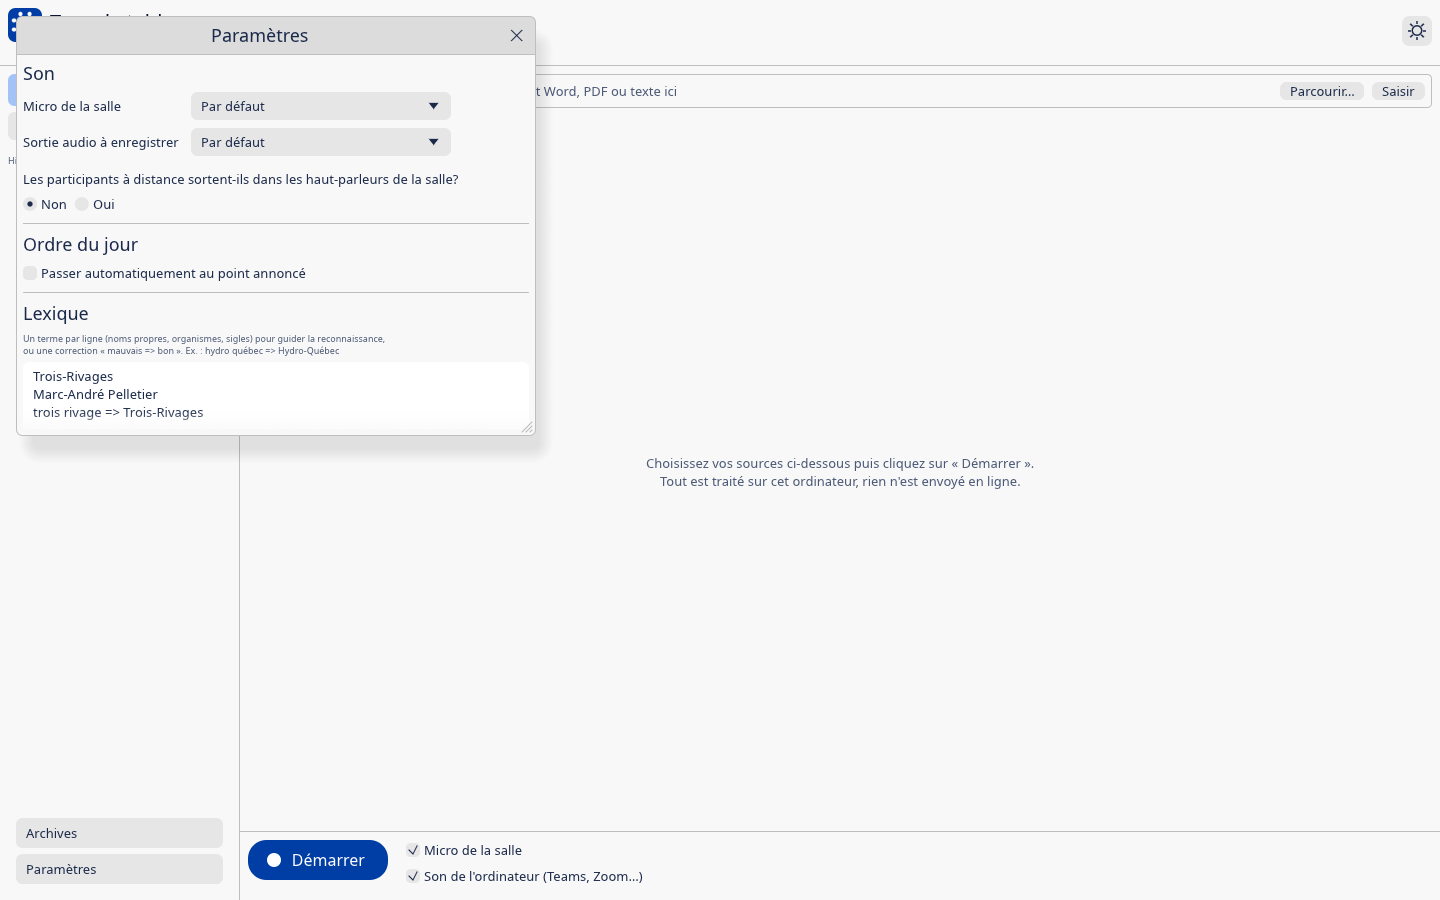 Paramètres
Son
Micro de la salle
Par défaut
Sortie audio à enregistrer
Par défaut
Les participants à distance sortent-ils dans les haut-parleurs de la salle?
Non
Oui
Ordre du jour
Passer automatiquement au point annoncé
Lexique
Un terme par ligne (noms propres, organismes, sigles) pour guider la reconnaissance,
ou une correction « mauvais => bon ». Ex. : hydro québec => Hydro-Québec
Trois-Rivages
Marc-André Pelletier
trois rivage => Trois-Rivages
Word, PDF ou texte ici
Parcourir...
Saisir
Choisissez vos sources ci-dessous puis cliquez sur « Démarrer ».
Tout est traité sur cet ordinateur, rien n'est envoyé en ligne.
Archives
Paramètres
Démarrer
Micro de la salle
Son de l'ordinateur (Teams, Zoom...)